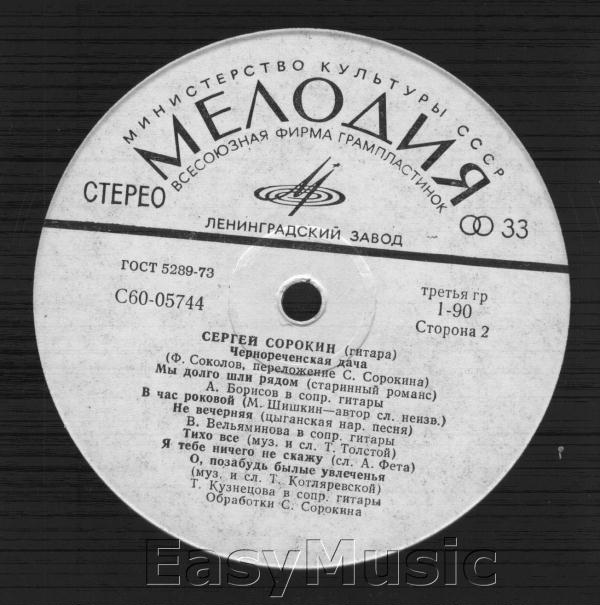 МИНИСТЕРСТВО КУЛЬТУРЫ СССР
МЕЛОДИЯ
ВСЕСОЮЗНАЯ ФИРМА ГРАМПЛАСТИНОК
СТЕРЕО
33
ЛЕНИНГРАДСКИЙ ЗАВОД
ГОСТ 5289-73
третья гр
С60-05744
1-90
Сторона 2
СЕРГЕЙ СОРОКИН (гитара)
Чернореченская дача
(Ф. Соколов, переложение С. Сорокина)
Мы долго шли рядом (старинный романс)
А. Борисов в сопр. гитары
В час роковой (М. Шишкин—автор сл. неизв.)
Не вечерняя (цыганская нар. песня)
В. Вельяминова в сопр. гитары
Тихо все (муз. и сл. Т. Толстой)
Я тебе ничего не скажу (сл. А. Фета)
О, позабудь былые увлеченья
(муз. и сл. Т. Котляревской)
Т. Кузнецова в сопр. гитары
Обработки С. Сорокина
EasyMusic